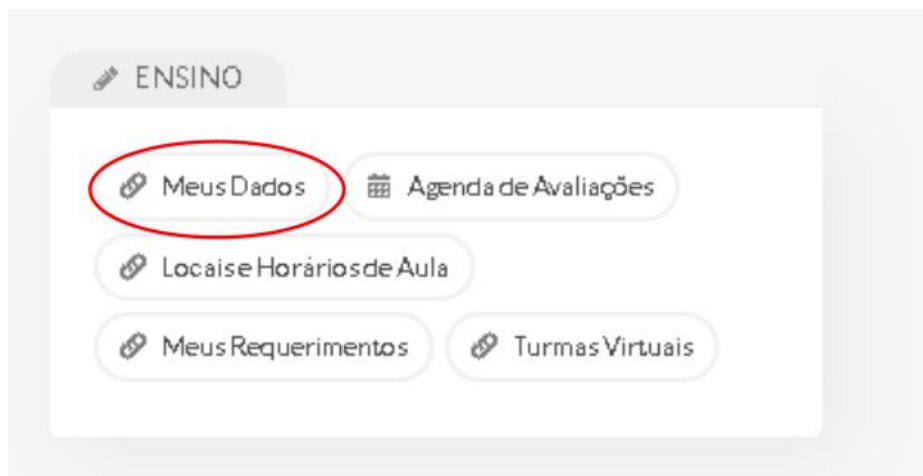 ENSINO
Meus Dados Agenda de Avaliações
Locais e Horários de Aula
Meus Requerimentos Turmas Virtuais